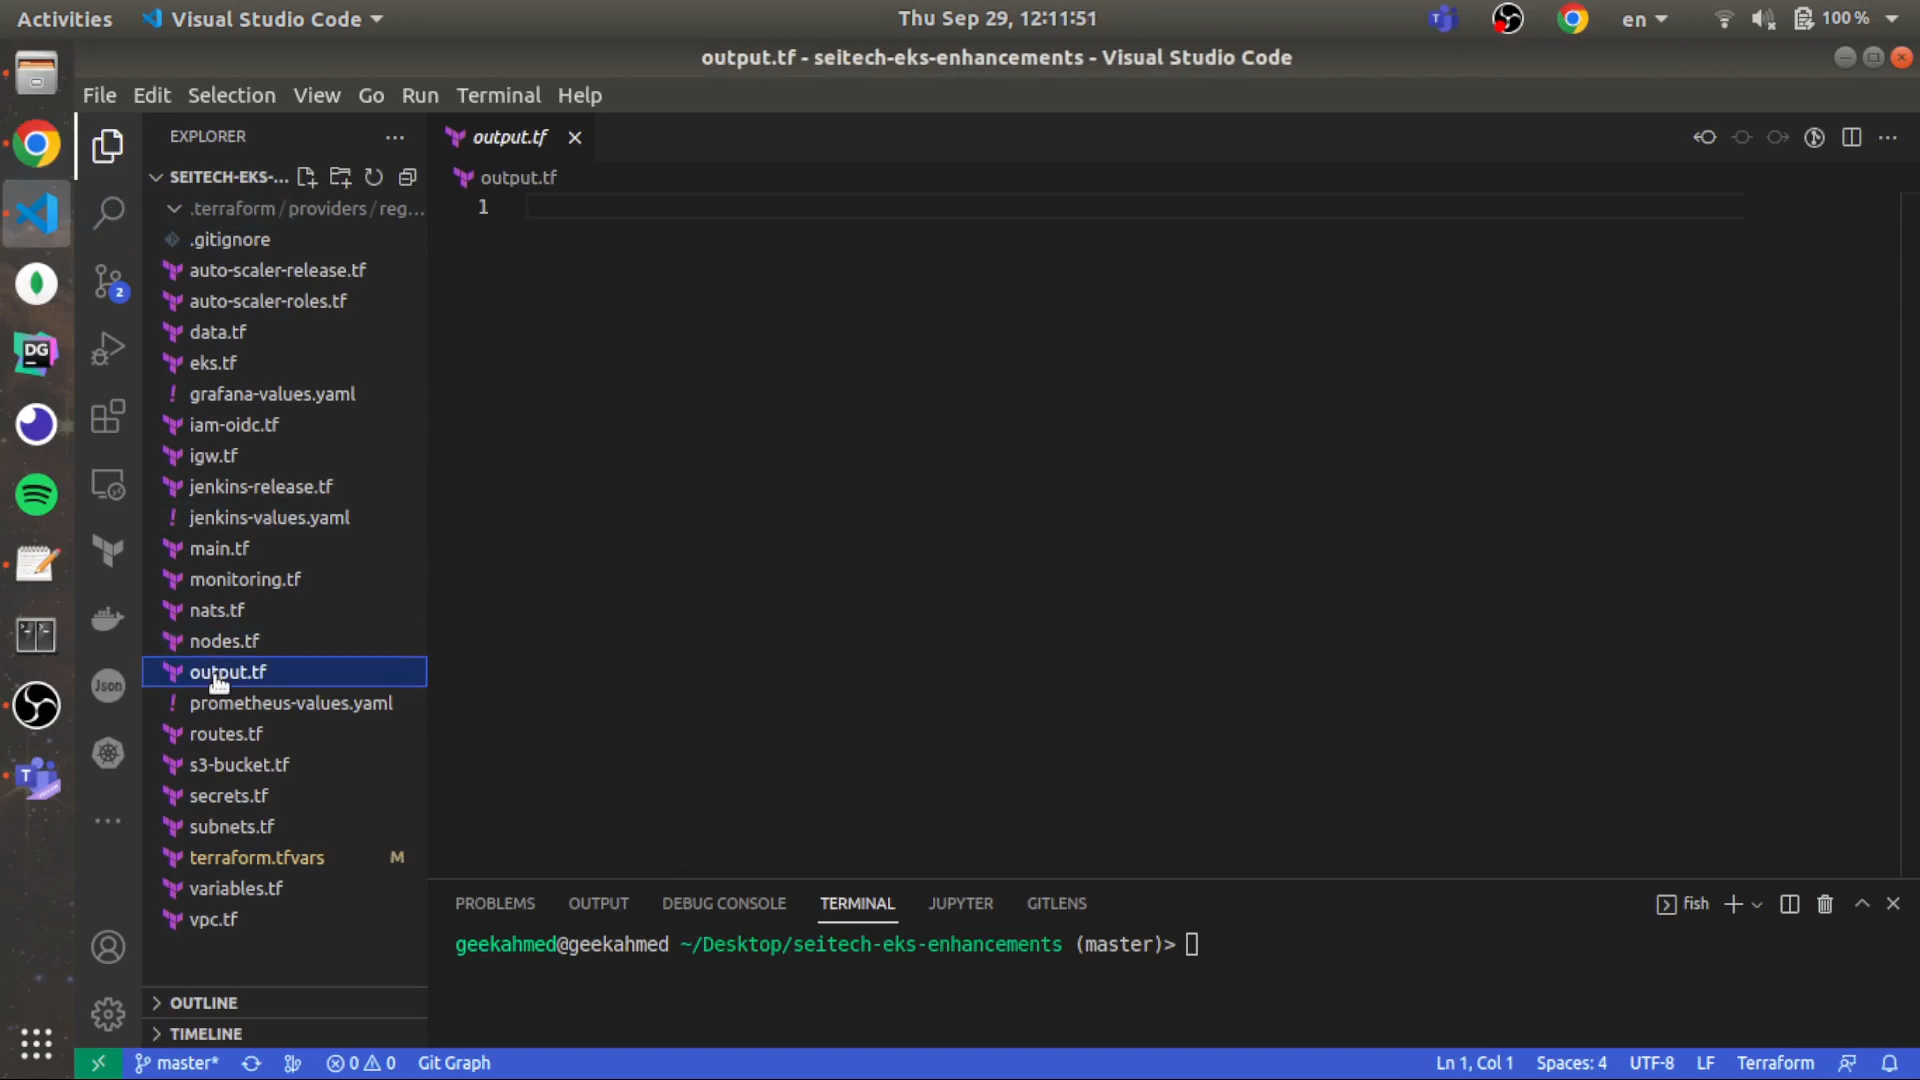 Activities Visual Studio Code Thu Sep 29, 12:11:51 en 100 %
output.tf - seitech-eks-enhancements - Visual Studio Code
File Edit Selection View Go Run Terminal Help
EXPLORER
output.tf
SEITECH-EKS-...
output.tf
.terraform / providers / reg...
1
.gitignore
auto-scaler-release.tf
auto-scaler-roles.tf
data.tf
eks.tf
grafana-values.yaml
iam-oidc.tf
igw.tf
jenkins-release.tf
jenkins-values.yaml
main.tf
monitoring.tf
nats.tf
nodes.tf
output.tf
prometheus-values.yaml
routes.tf
s3-bucket.tf
secrets.tf
subnets.tf
terraform.tfvars M
variables.tf
vpc.tf
OUTLINE
TIMELINE
2
Json
DG
T
T
PROBLEMS OUTPUT DEBUG CONSOLE TERMINAL JUPYTER GITLENS
fish
geekahmed@geekahmed ~/Desktop/seitech-eks-enhancements (master)>
master* 0 0 Git Graph Ln 1, Col 1 Spaces: 4 UTF-8 LF Terraform